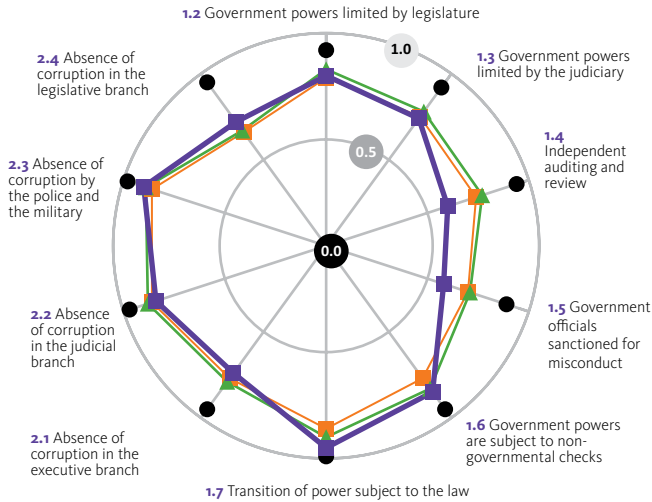 1.2 Government powers limited by legislature
1.0
1.3 Government powers
limited by the judiciary
2.4 Absence of
corruption in the
legislative branch
0.5
1.4
Independent
auditing and
review
2.3 Absence of
corruption by
the police and
the military
0.0
2.2 Absence
of corruption
in the judicial
branch
1.5 Government
officials
sanctioned for
misconduct
2.1 Absence of
corruption in the
executive branch
1.6 Government powers
are subject to non-
governmental checks
1.7 Transition of power subject to the law